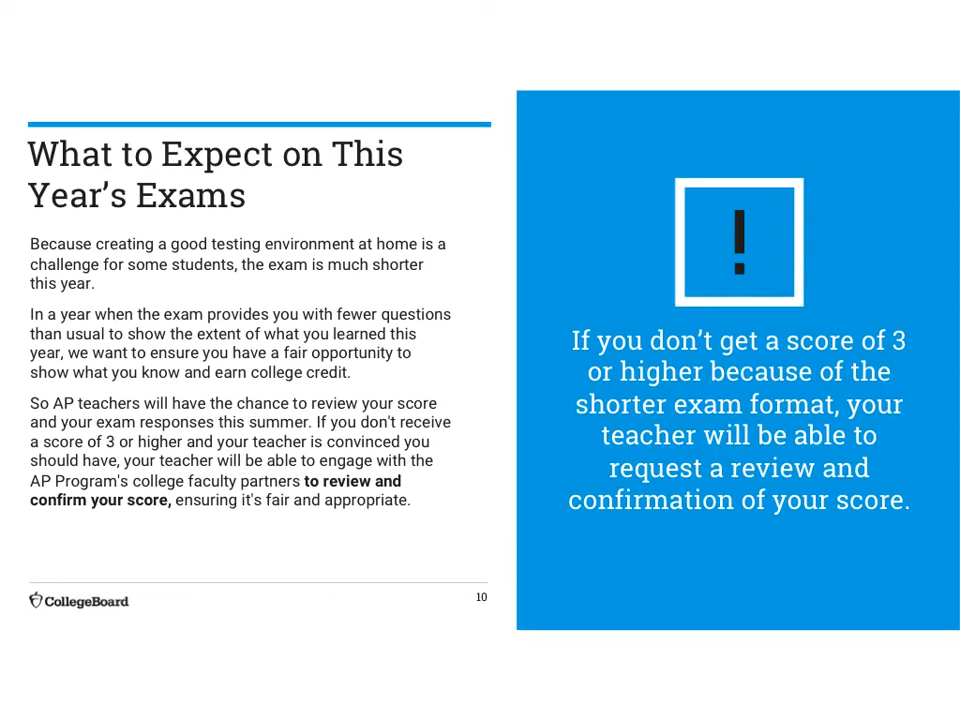 What to Expect on This
Year’s Exams
Because creating a good testing environment at home is a
challenge for some students, the exam is much shorter
this year.
In a year when the exam provides you with fewer questions
than usual to show the extent of what you learned this
year, we want to ensure you have a fair opportunity to
show what you know and earn college credit.
So AP teachers will have the chance to review your score
and your exam responses this summer. If you don't receive
a score of 3 or higher and your teacher is convinced you
should have, your teacher will be able to engage with the
AP Program's college faculty partners to review and
confirm your score, ensuring it's fair and appropriate.
CollegeBoard
10
!
If you don’t get a score of 3
or higher because of the
shorter exam format, your
teacher will be able to
request a review and
confirmation of your score.